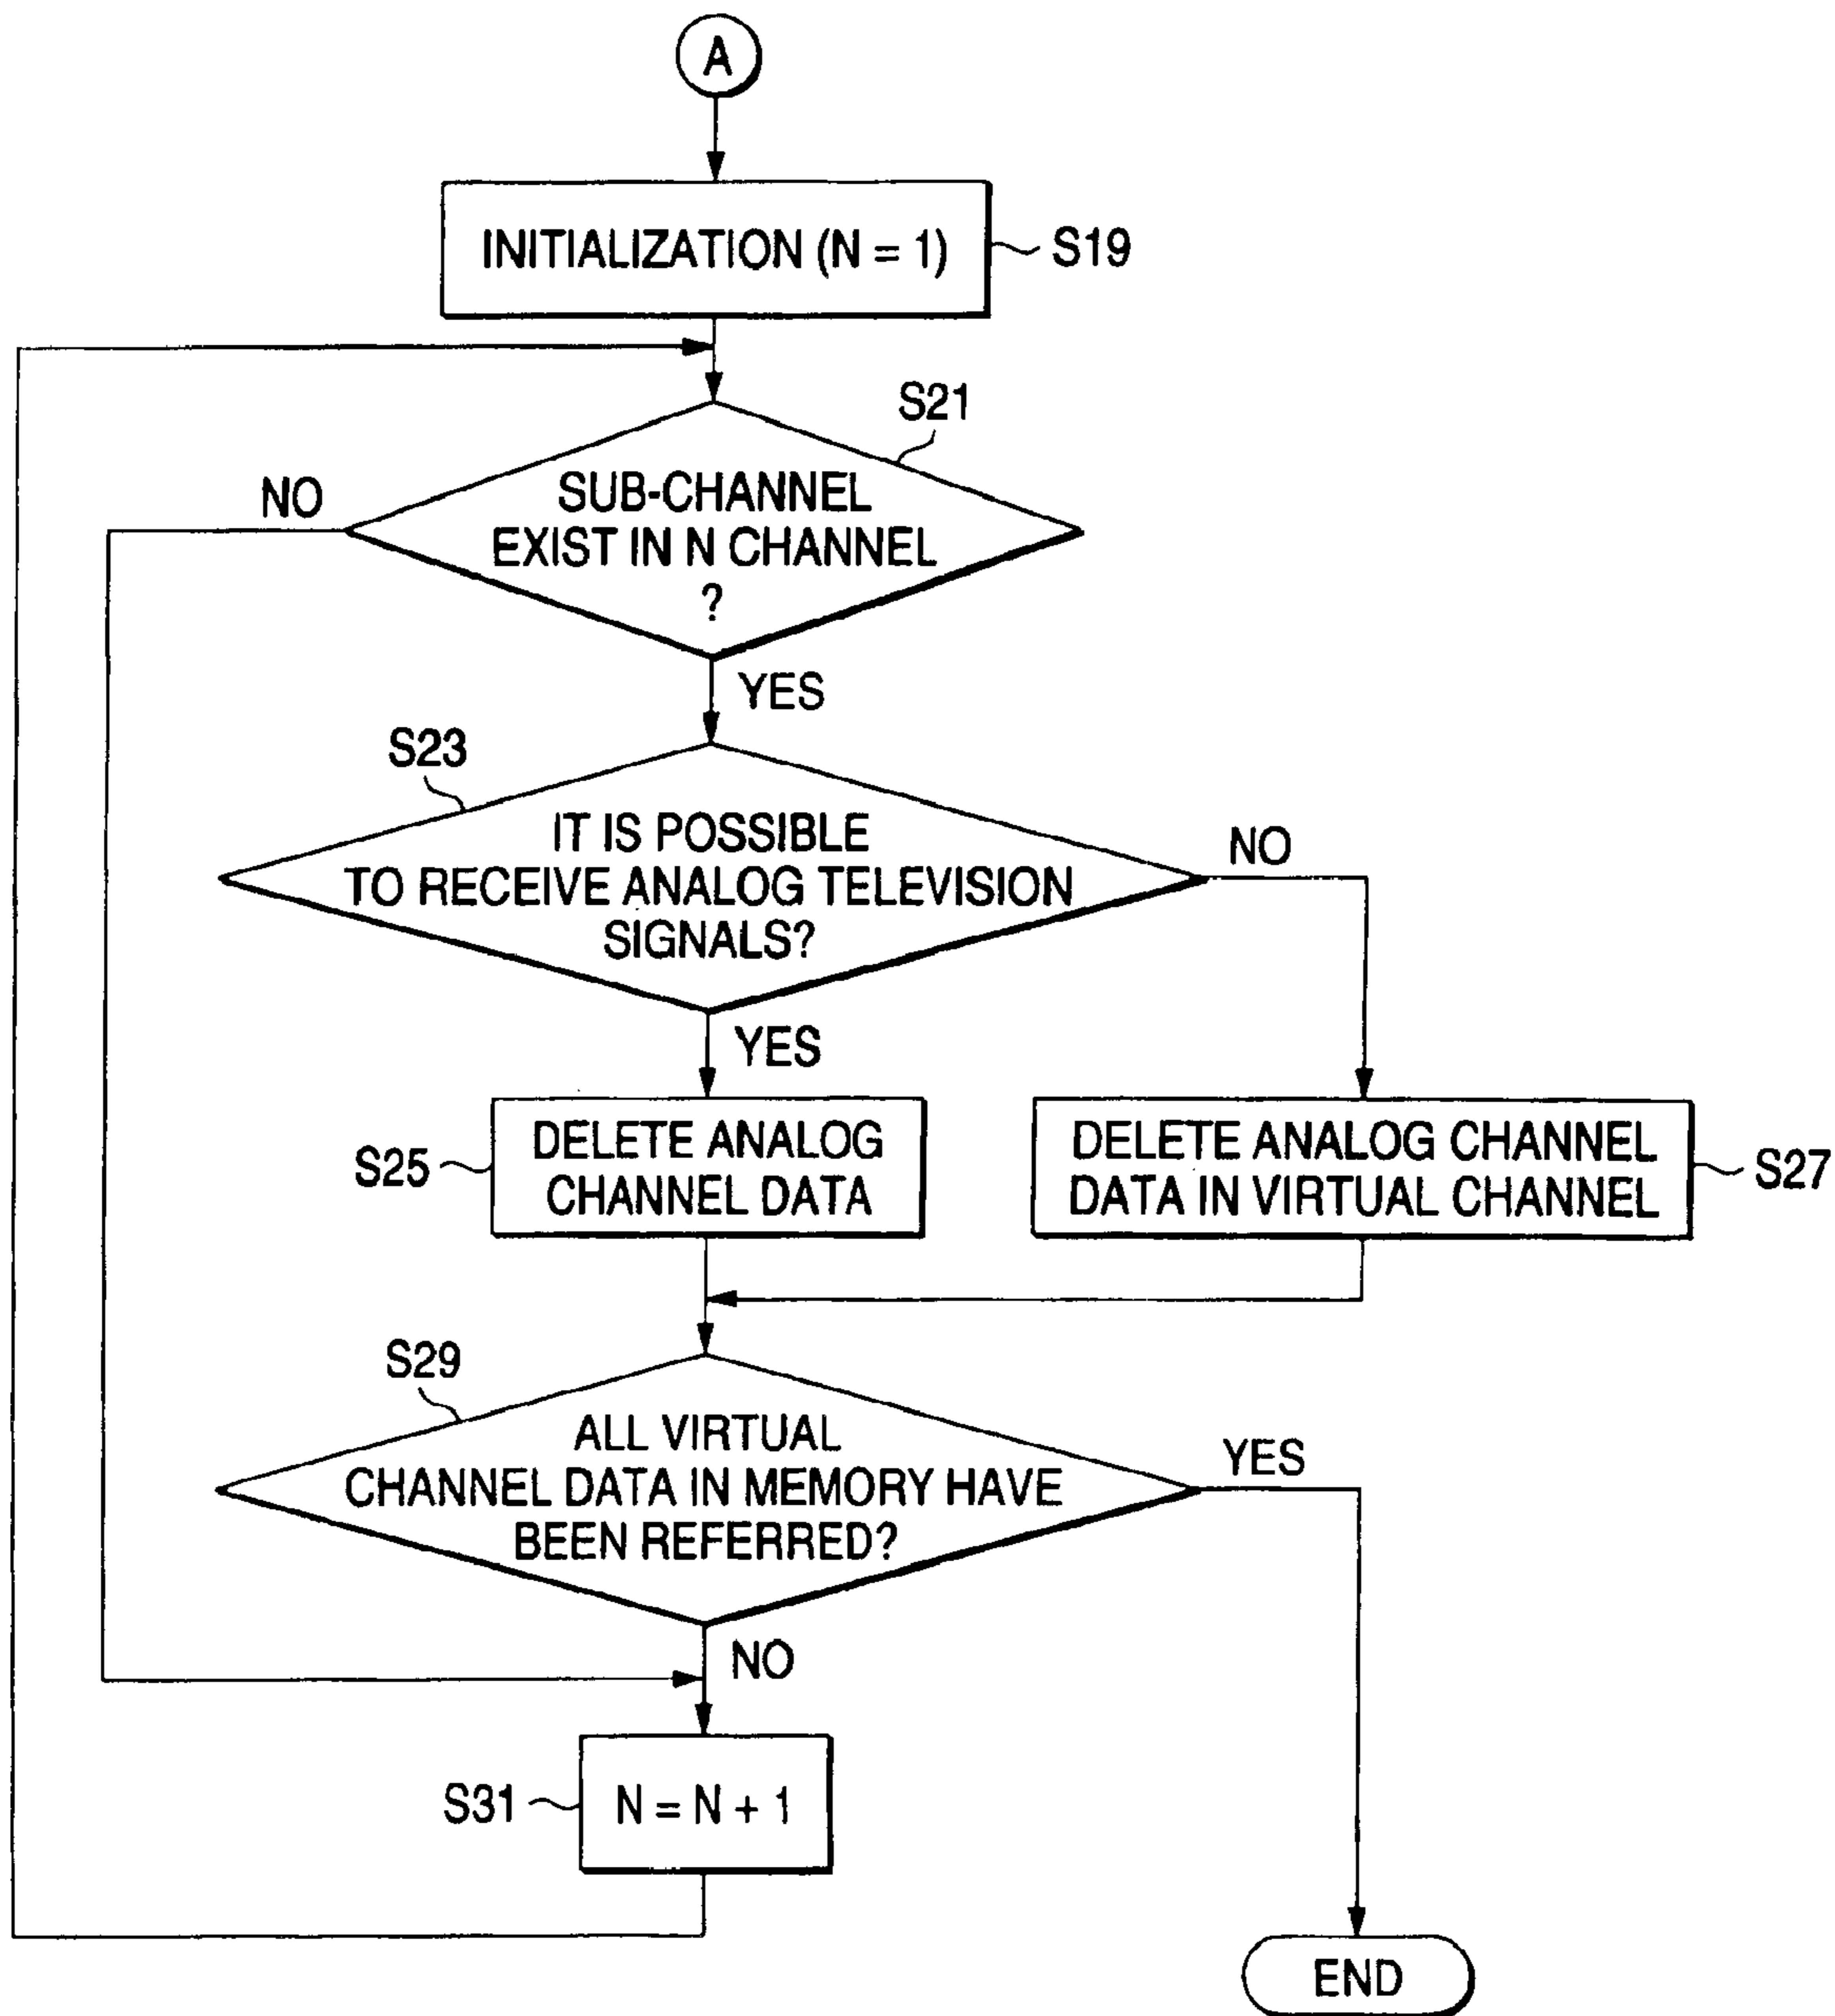 A
INITIALIZATION (N = 1)
S19
S21
SUB-CHANNEL
EXIST IN N CHANNEL
?
NO
YES
S23
IT IS POSSIBLE
TO RECEIVE ANALOG TELEVISION
SIGNALS?
NO
YES
S25
DELETE ANALOG
CHANNEL DATA
DELETE ANALOG CHANNEL
DATA IN VIRTUAL CHANNEL
S27
S29
ALL VIRTUAL
CHANNEL DATA IN MEMORY HAVE
BEEN REFERRED?
YES
NO
S31
N = N + 1
END